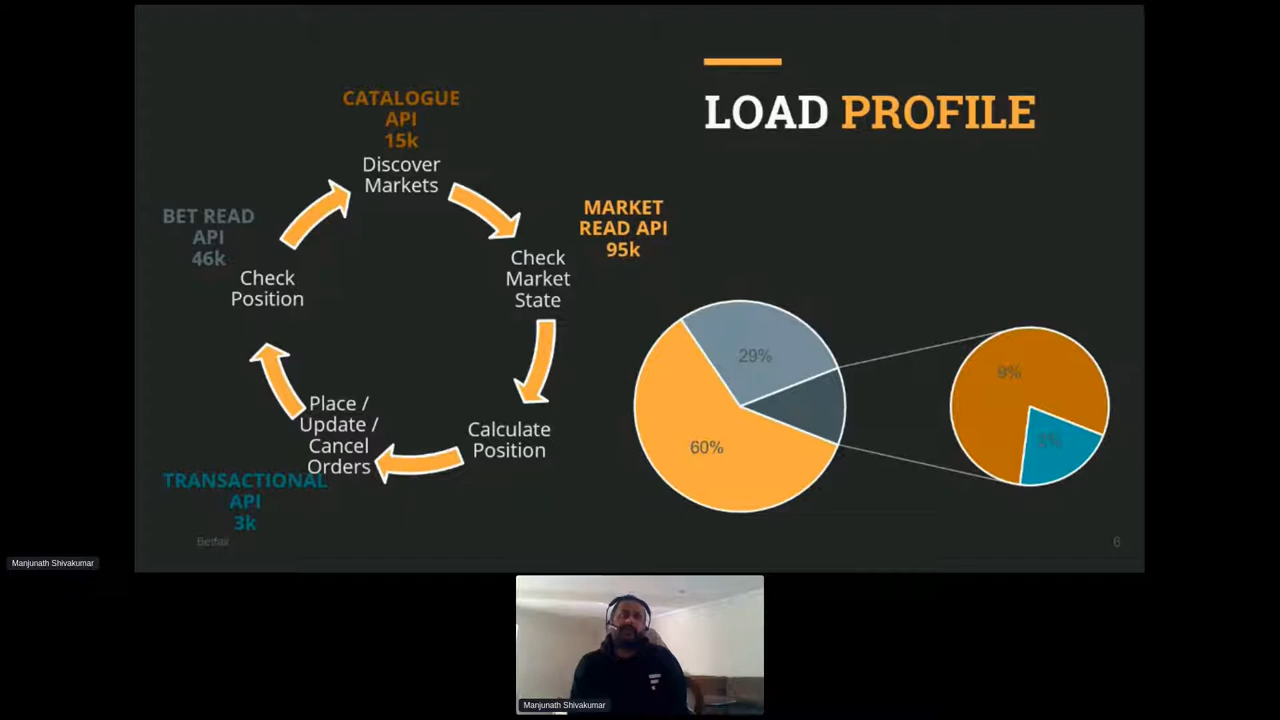 LOAD PROFILE
CATALOGUE
API
15k
Discover
Markets
MARKET
READ API
95k
Check
Market
State
Calculate
Position
Place /
Update /
Cancel
Orders
TRANSACTIONAL
API
3k
BET READ
API
46k
Check
Position
29%
60%
9%
Betfair
6
Manjunath Shivakumar
Manjunath Shivakumar